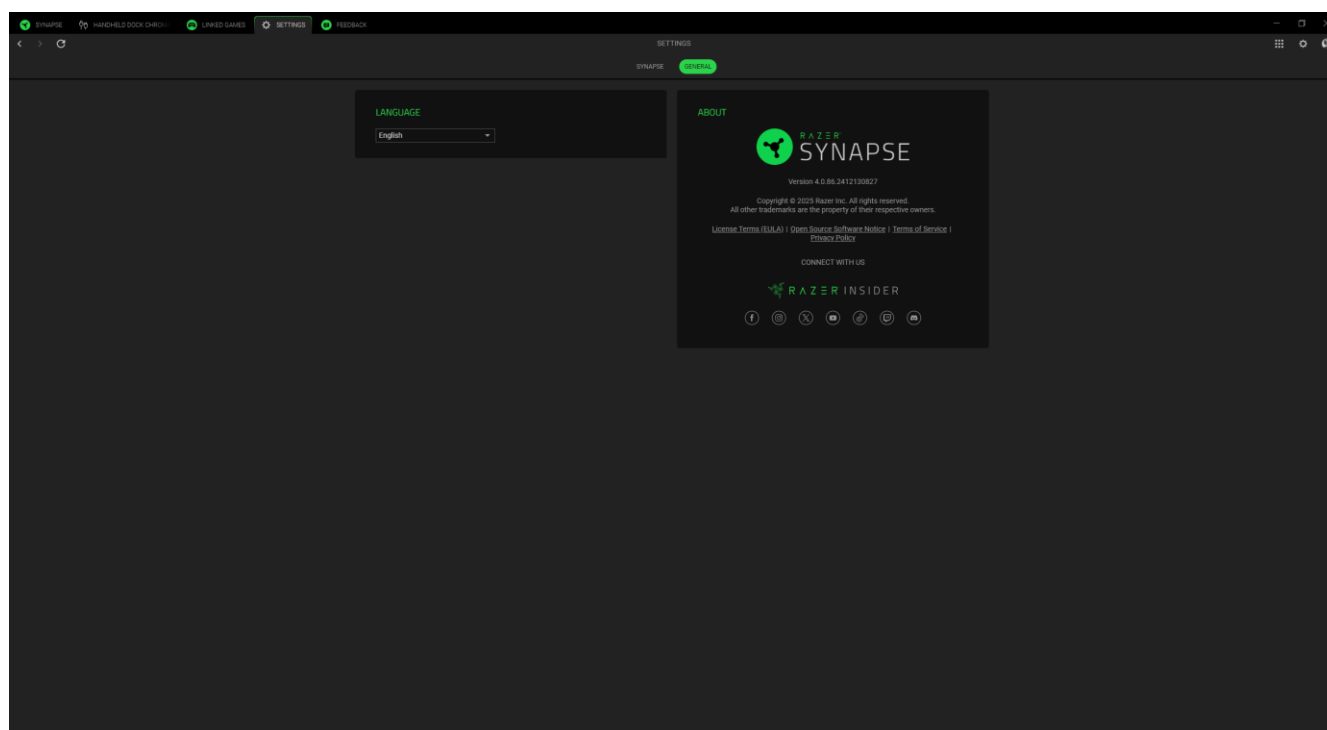 SYNAPSE
HANDHELD DOCK CHRO
LINKED GAMES
SETTINGS
FEEDBACK
SETTINGS
SYNAPSE
GENERAL
LANGUAGE
English
ABOUT
RAZER
SYNAPSE
Version 4.0.86.2412130827
Copyright © 2025 Razer Inc. All rights reserved.
All other trademarks are the property of their respective owners.
License Terms (EULA) | Open Source Software Notice | Terms of Service |
Privacy Policy
CONNECT WITH US
RAZER INSIDER